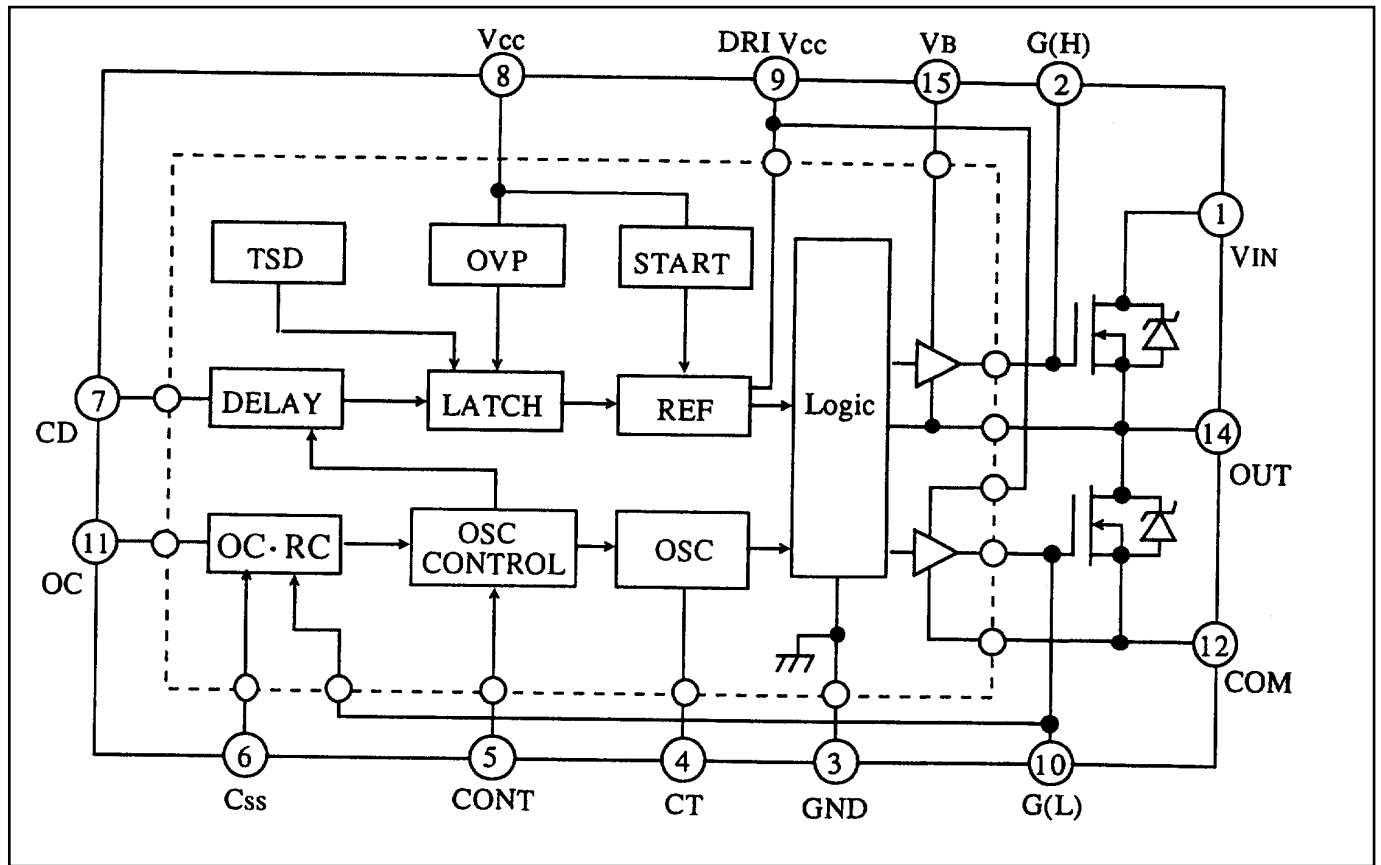 Vcc
DRI Vcc
VB
G(H)
8
9
15
2
1
VIN
TSD
OVP
START
7
CD
DELAY
LATCH
REF
Logic
14
OUT
11
OC
OC·RC
OSC
CONTROL
OSC
12
COM
6
5
4
3
10
Css
CONT
CT
GND
G(L)